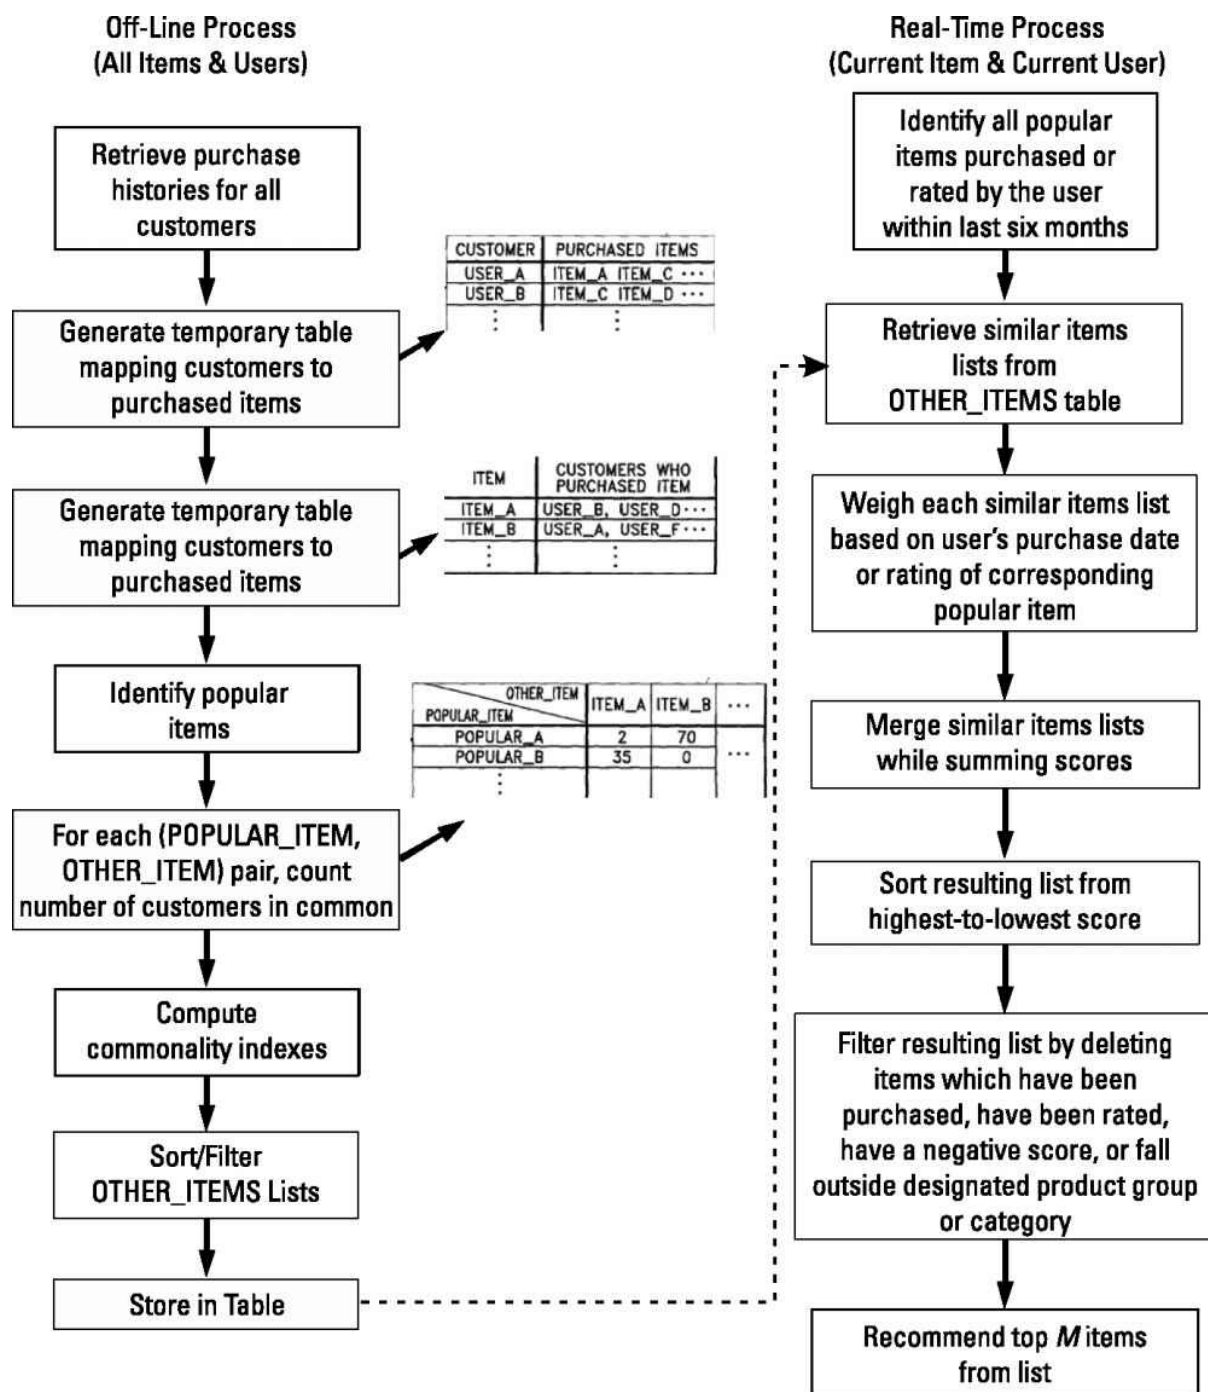 Off-Line Process
(All Items & Users)
Retrieve purchase
histories for all
customers
Generate temporary table
mapping customers to
purchased items
CUSTOMER PURCHASED ITEMS
USER_A ITEM_A ITEM_C ···
USER_B ITEM_C ITEM_D ···
Generate temporary table
mapping customers to
purchased items
ITEM CUSTOMERS WHO
PURCHASED ITEM
ITEM_A USER_B, USER_D···
ITEM_B USER_A, USER_F···
Identify popular
items
OTHER_ITEM
POPULAR_ITEM
ITEM_A ITEM_B ···
POPULAR_A 2 70
POPULAR_B 35 0 ···
For each (POPULAR_ITEM,
OTHER_ITEM) pair, count
number of customers in common
Compute
commonality indexes
Sort/Filter
OTHER_ITEMS Lists
Store in Table
Real-Time Process
(Current Item & Current User)
Identify all popular
items purchased or
rated by the user
within last six months
Retrieve similar items
lists from
OTHER_ITEMS table
Weigh each similar items list
based on user's purchase date
or rating of corresponding
popular item
Merge similar items lists
while summing scores
Sort resulting list from
highest-to-lowest score
Filter resulting list by deleting
items which have been
purchased, have been rated,
have a negative score, or fall
outside designated product group
or category
Recommend top M items
from list